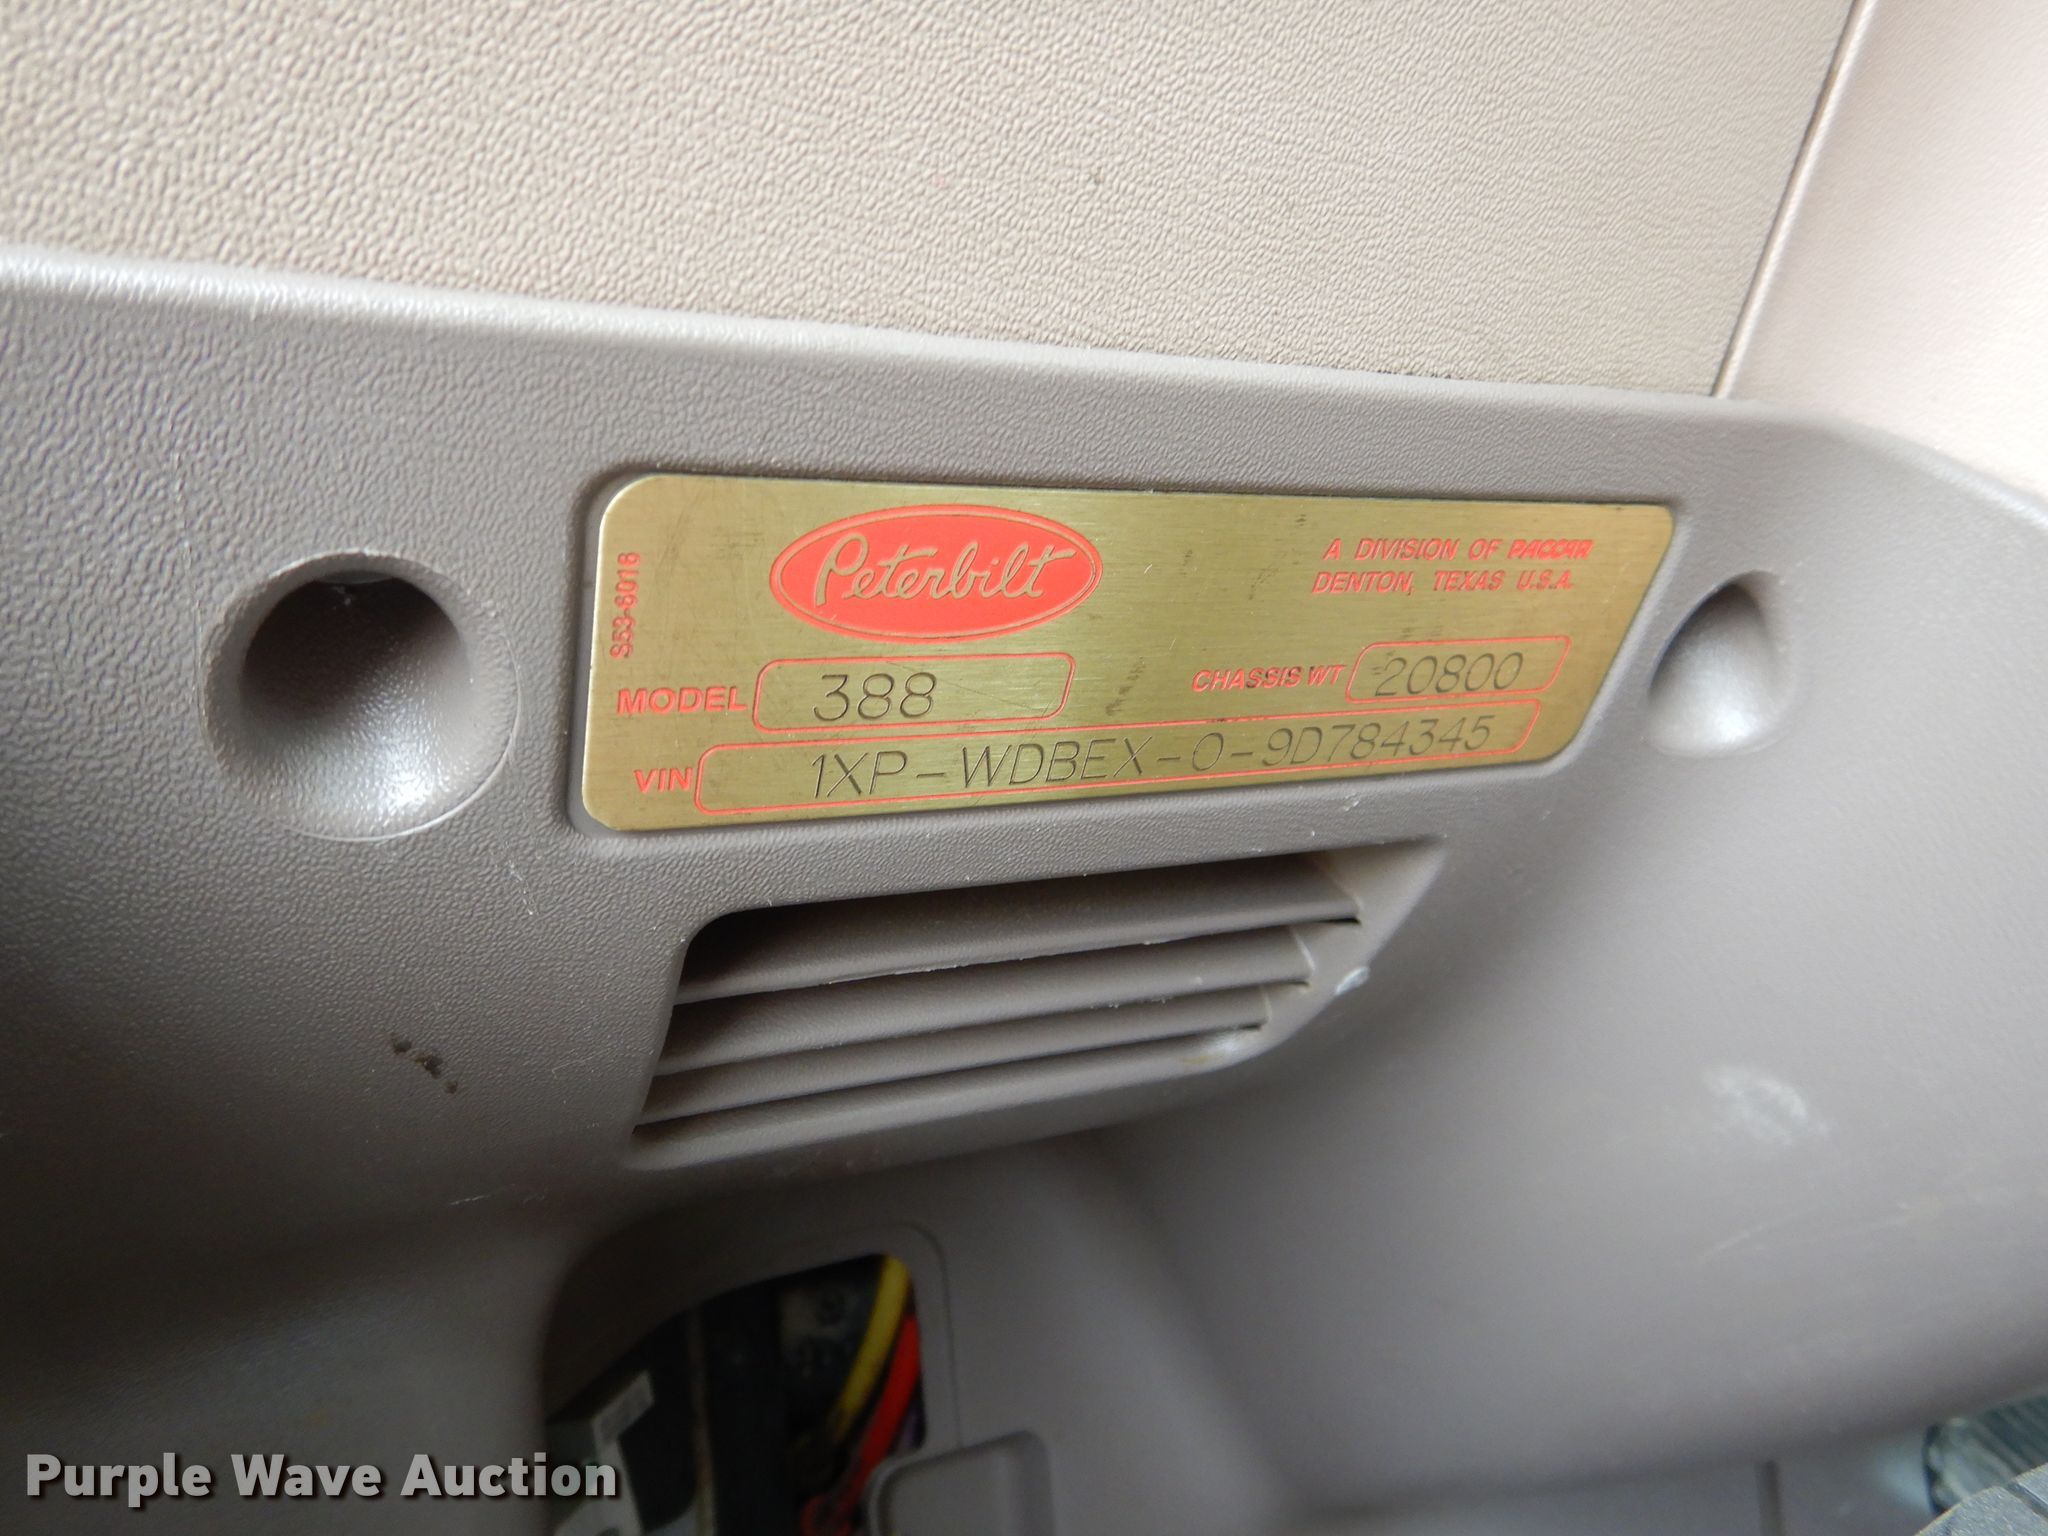 Peterbilt
A DIVISION OF PACCAR
DENTON, TEXAS U.S.A.
S53-6016
MODEL 388
CHASSIS WT 20800
VIN 1XP-WDBEX-0-9D784345
Purple Wave Auction